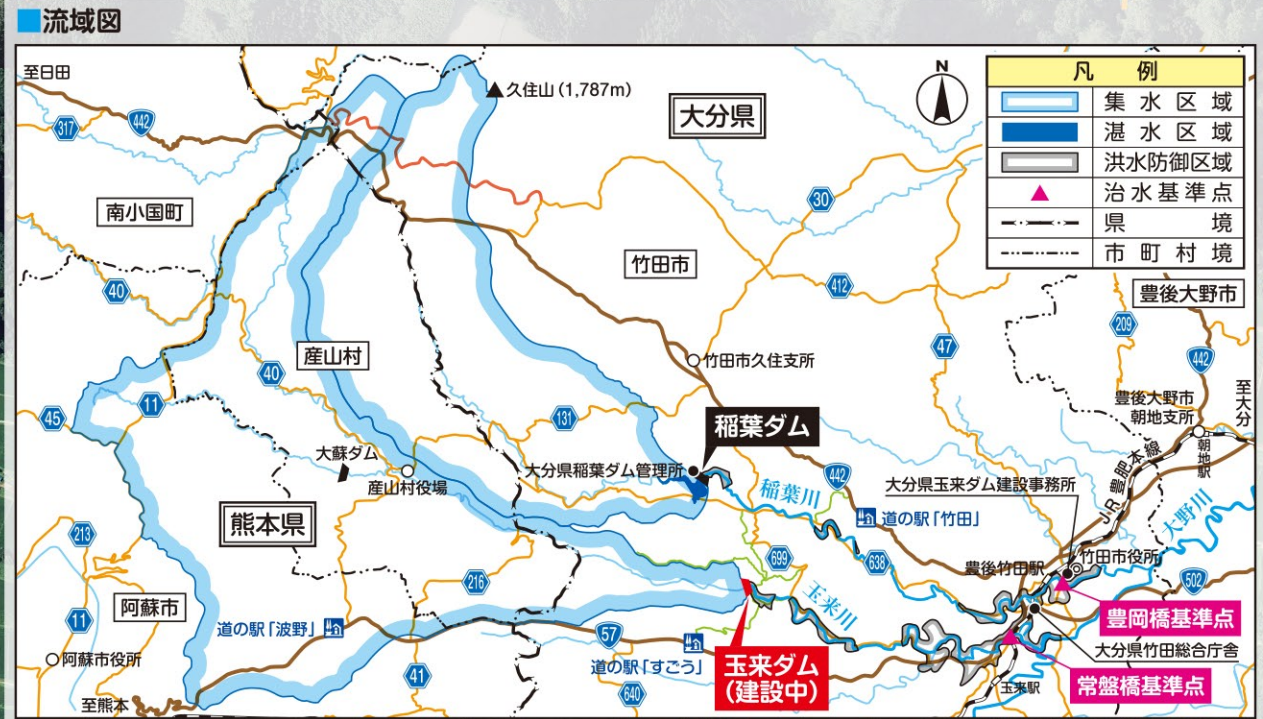 ■流域図
至日田
442
317
久住山（1,787m）
大分県
N
凡 例
集水区域
湛水区域
洪水防御区域
治水基準点
県 境
市町村境
南小国町
30
竹田市
40
412
豊後大野市
209
442
47
産山村
竹田市久住支所
40
45
11
131
稲葉ダム
豊後大野市
朝地支所
至大分
朝地駅
大蘇ダム
産山村役場
大分県稲葉ダム管理所
稲葉川
442
大分県玉来ダム建設事務所
JR豊肥本線
大野川
道の駅「竹田」
熊本県
213
216
699
638
豊後竹田駅
竹田市役所
502
阿蘇市
11
道の駅「波野」
玉来川
豊岡橋基準点
57
道の駅「すごう」
玉来ダム
（建設中）
大分県竹田総合庁舎
阿蘇市役所
41
640
玉来駅
常盤橋基準点
至熊本